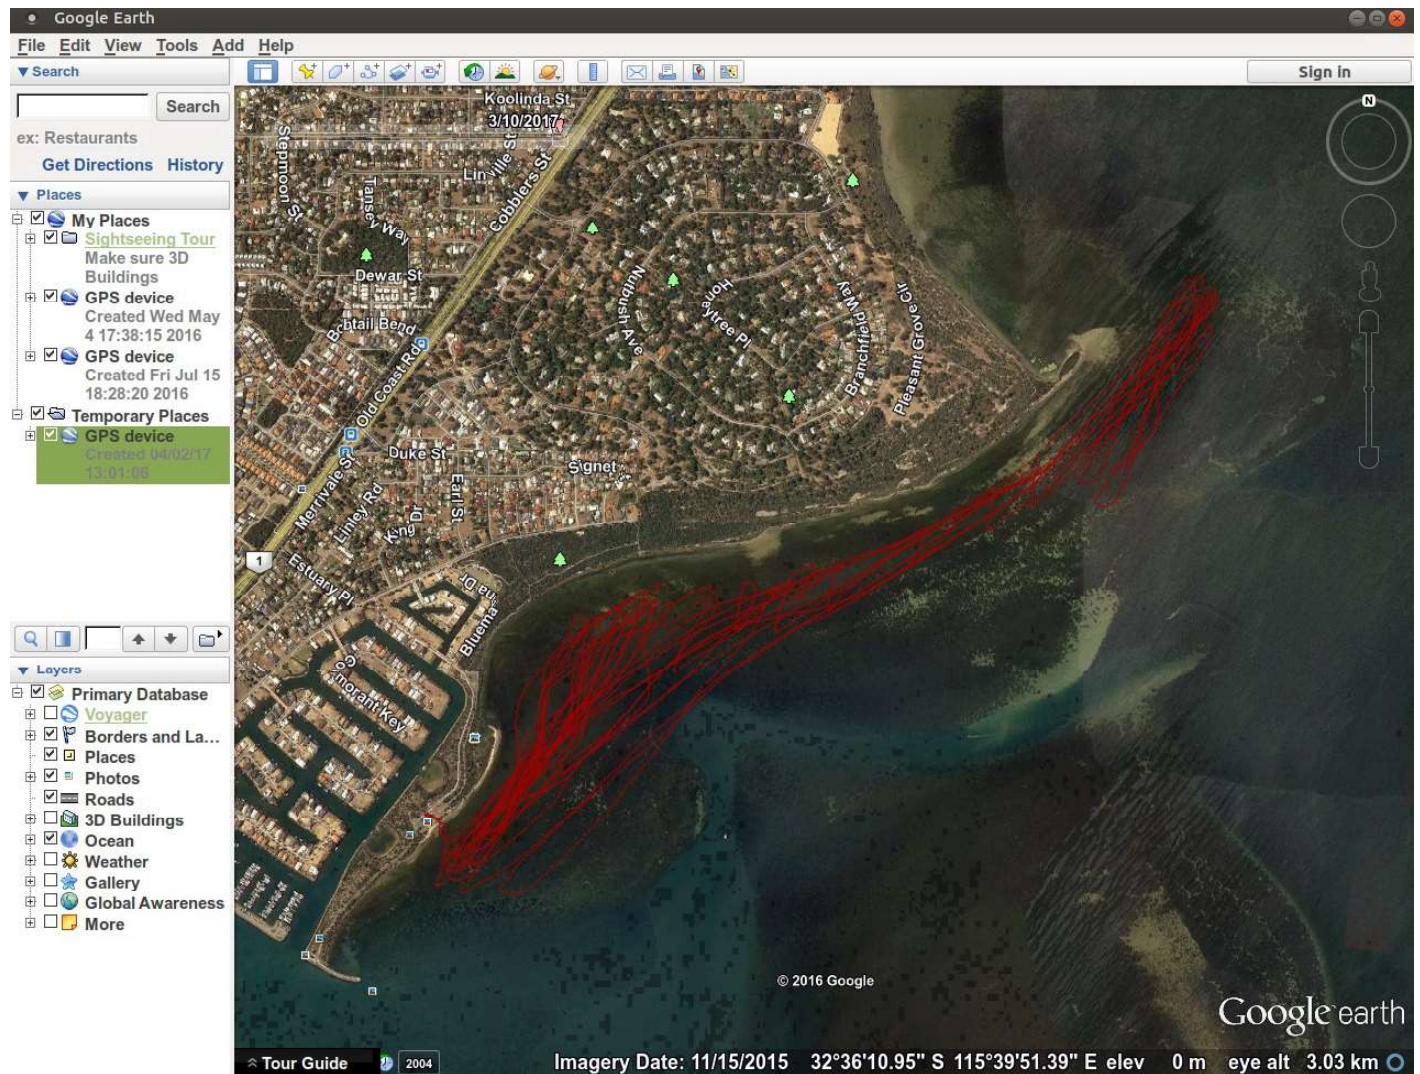 Google Earth
File Edit View Tools Add Help
Search
Sign in
Search
ex: Restaurants
Get Directions History
Places
My Places
Sightseeing Tour
Make sure 3D
Buildings
GPS device
Created Wed May
4 17:38:15 2016
GPS device
Created Fri Jul 15
18:28:20 2016
Temporary Places
GPS device
Created 04/02/17
13:01:06
Layers
Primary Database
Voyager
Borders and La...
Places
Photos
Roads
3D Buildings
Ocean
Weather
Gallery
Global Awareness
More
Koolinda St
3/10/2017
Linville St
Cobblers St
Tansey Way
Dewar St
Bobtail Bend
Old Coast Rd
Nutbush Ave
Honeytree Pl
Branchfield Way
Pleasant Grove Cir
N
Duke St
Signet
Merrivale St
Linley Rd
King Dr
Earl St
1
Estuary Pl
Cormorant Key
© 2016 Google
Google earth
Tour Guide
2004
Imagery Date: 11/15/2015 32°36'10.95" S 115°39'51.39" E elev 0 m eye alt 3.03 km